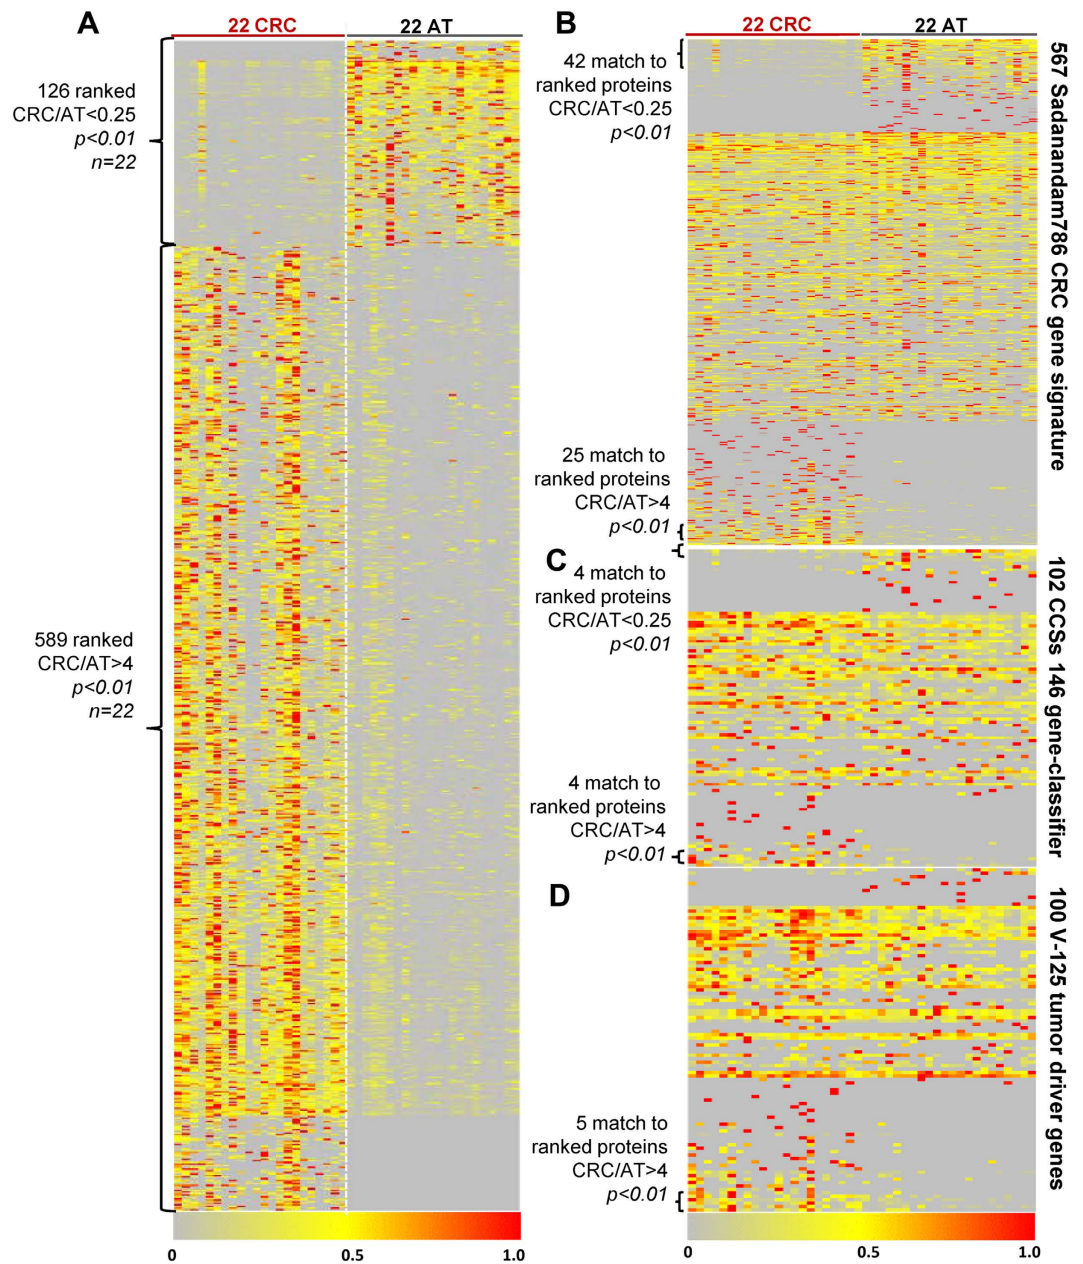 A
22 CRC
22 AT
126 ranked
CRC/AT<0.25
p<0.01
n=22
589 ranked
CRC/AT>4
p<0.01
n=22
0
0.5
1.0
B
22 CRC
22 AT
42 match to
ranked proteins
CRC/AT<0.25
p<0.01
25 match to
ranked proteins
CRC/AT>4
p<0.01
567 Sadanandam786 CRC gene signature
C
4 match to
ranked proteins
CRC/AT<0.25
p<0.01
4 match to
ranked proteins
CRC/AT>4
p<0.01
102 CCSs 146 gene-classifier
D
5 match to
ranked proteins
CRC/AT>4
p<0.01
100 V-125 tumor driver genes
0
0.5
1.0